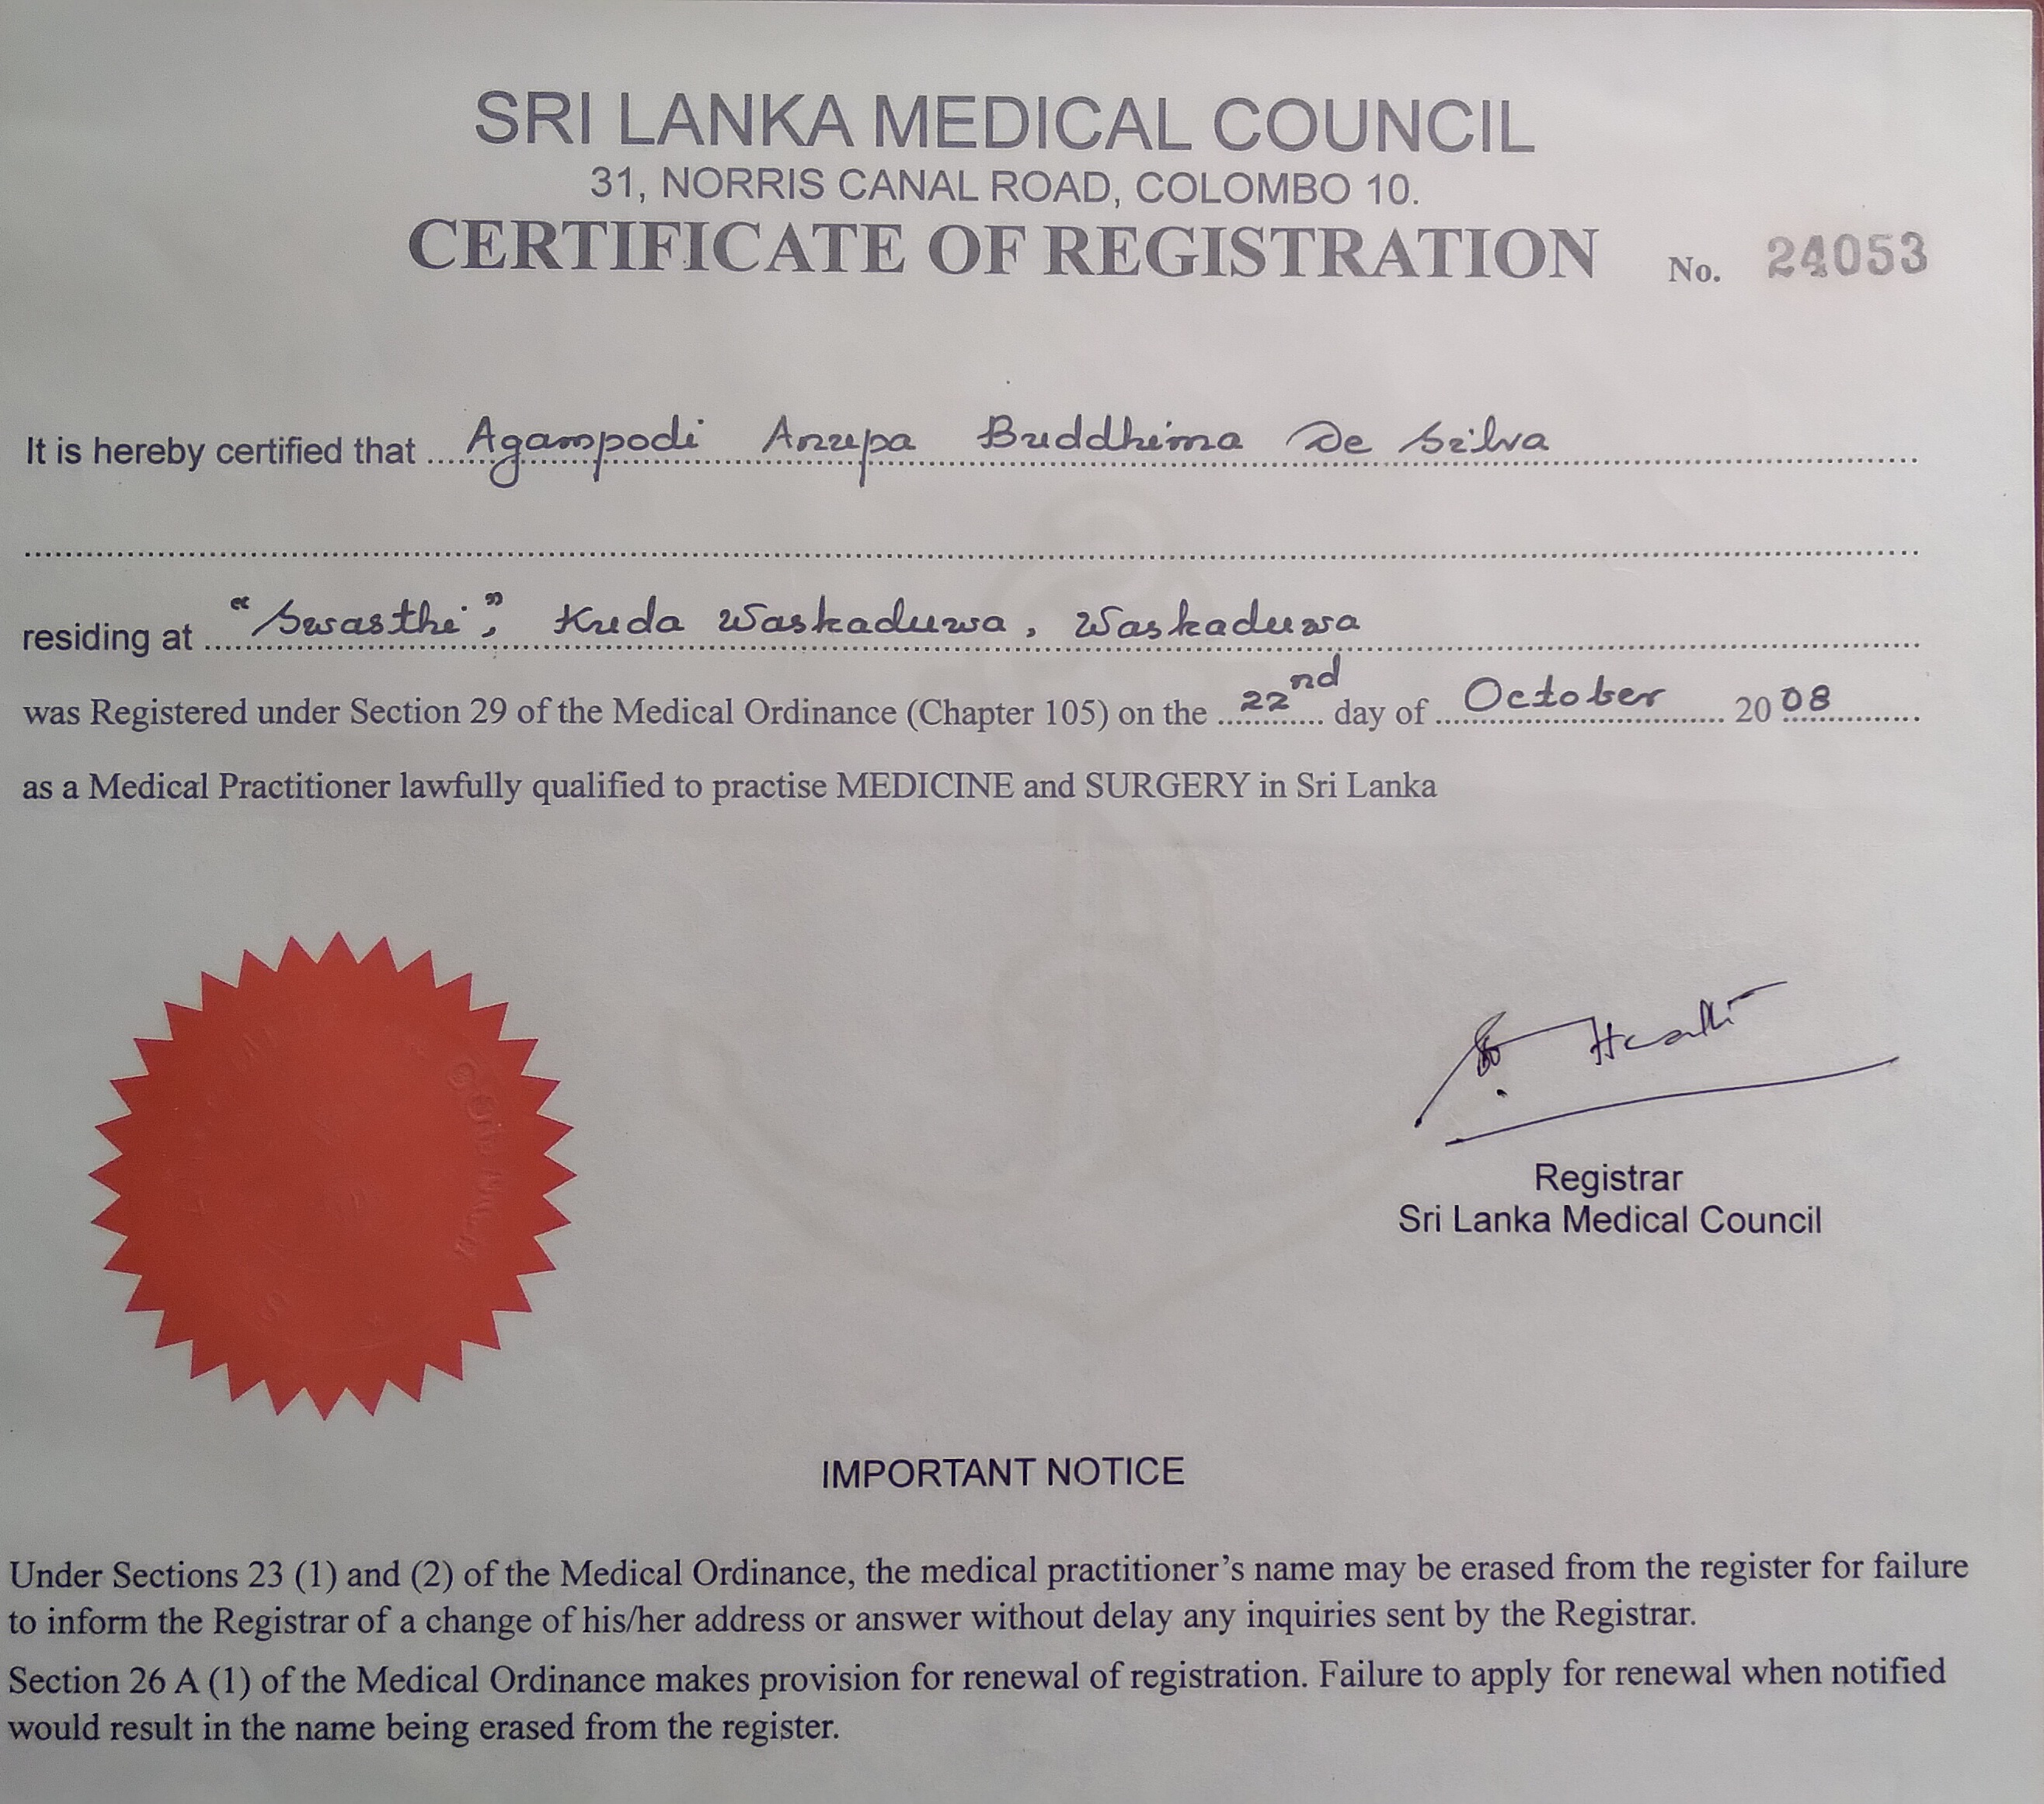 SRI LANKA MEDICAL COUNCIL
31, NORRIS CANAL ROAD, COLOMBO 10.
CERTIFICATE OF REGISTRATION No. 24053
It is hereby certified that Agampodi Anupa Buddhima De Silva
residing at "Swasthi", Kuda Waskaduwa, Waskaduwa
was Registered under Section 29 of the Medical Ordinance (Chapter 105) on the 22nd day of October 2008
as a Medical Practitioner lawfully qualified to practise MEDICINE and SURGERY in Sri Lanka
Registrar
Sri Lanka Medical Council
IMPORTANT NOTICE
Under Sections 23 (1) and (2) of the Medical Ordinance, the medical practitioner's name may be erased from the register for failure
to inform the Registrar of a change of his/her address or answer without delay any inquiries sent by the Registrar.
Section 26 A (1) of the Medical Ordinance makes provision for renewal of registration. Failure to apply for renewal when notified
would result in the name being erased from the register.